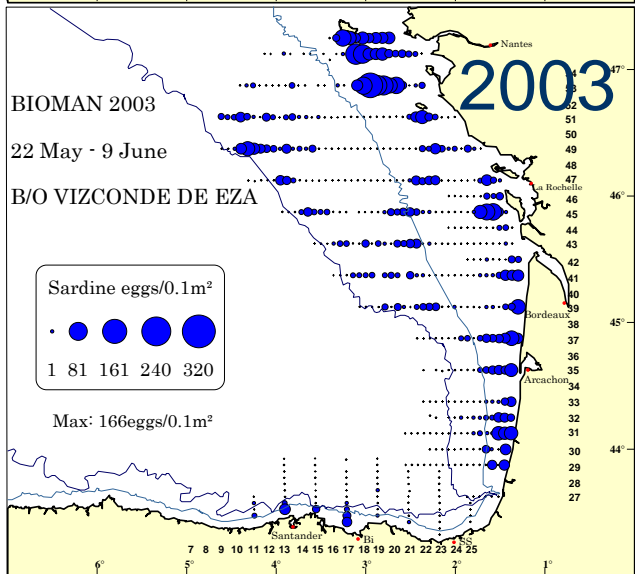 Nantes
2003
47°
54
53
52
BIOMAN 2003
51
50
22 May - 9 June
49
48
47
La Rochelle
B/O VIZCONDE DE EZA
46°
46
45
44
43
42
41
Sardine eggs/0.1m²
40
39
45°
Bordeaux
38
37
1 81 161 240 320
36
35
Arcachon
34
Max: 166eggs/0.1m²
33
32
31
44°
30
29
28
27
Santander
Bi
SS
7 8 9 10 11 12 13 14 15 16 17 18 19 20 21 22 23 24 25
6° 5° 4° 3° 2° 1°